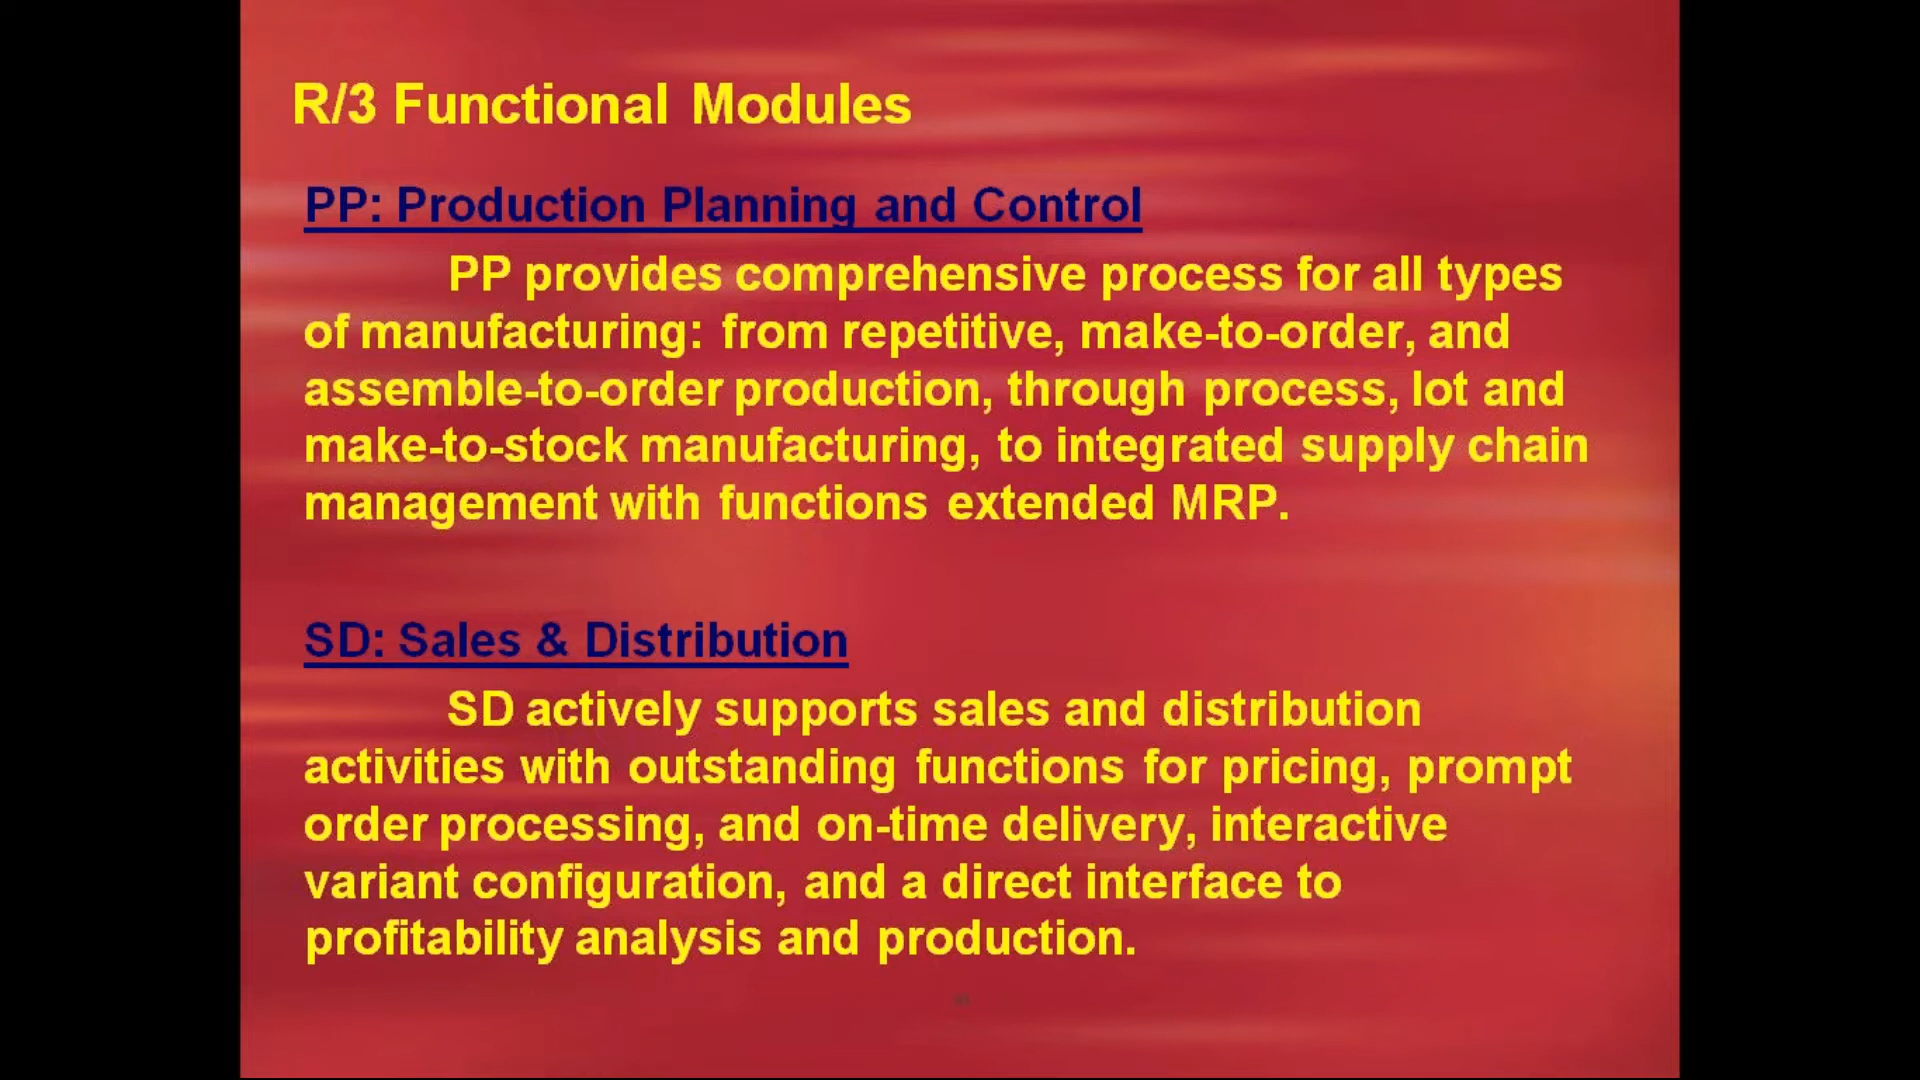 R/3 Functional Modules
PP: Production Planning and Control
PP provides comprehensive process for all types
of manufacturing: from repetitive, make-to-order, and
assemble-to-order production, through process, lot and
make-to-stock manufacturing, to integrated supply chain
management with functions extended MRP.
SD: Sales & Distribution
SD actively supports sales and distribution
activities with outstanding functions for pricing, prompt
order processing, and on-time delivery, interactive
variant configuration, and a direct interface to
profitability analysis and production.